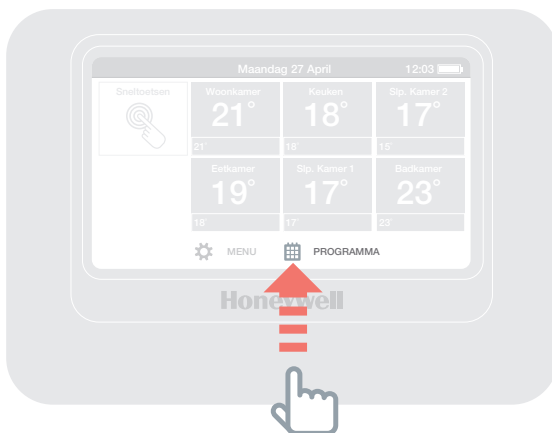 Maandag 27 April 12:03
Sneltoetsen
Woonkamer
21°
21°
Keuken
18°
18°
Slp. Kamer 2
17°
15°
Eetkamer
19°
18°
Slp. Kamer 1
17°
17°
Badkamer
23°
23°
MENU
PROGRAMMA
Honeywell